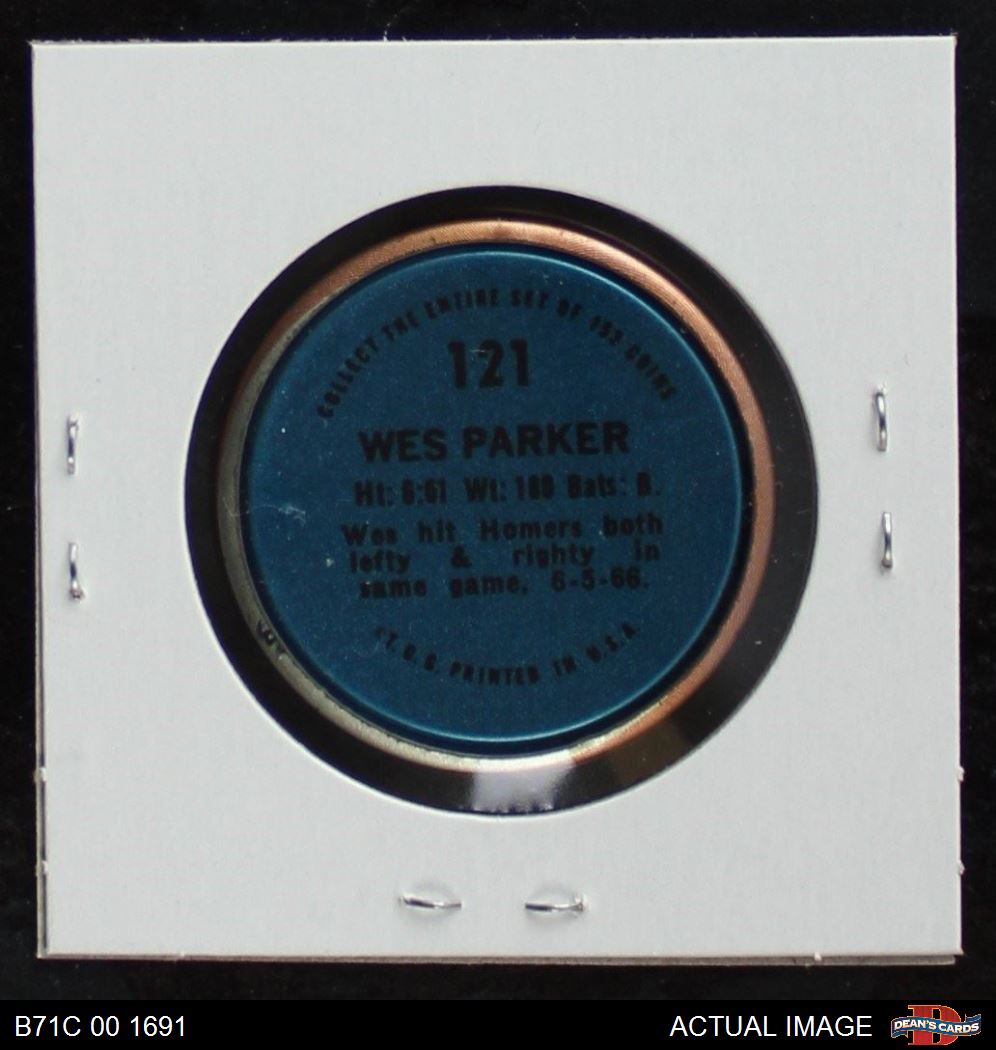 COLLECT THE ENTIRE SET OF 153 COINS
121
WES PARKER
Ht: 6:01 Wt: 180 Bats: B.
Wes hit Homers both
lefty & righty in
same game, 6-5-66.
©T.C.G. PRINTED IN U.S.A.
B71C 00 1691
ACTUAL IMAGE
DEAN'S CARDS